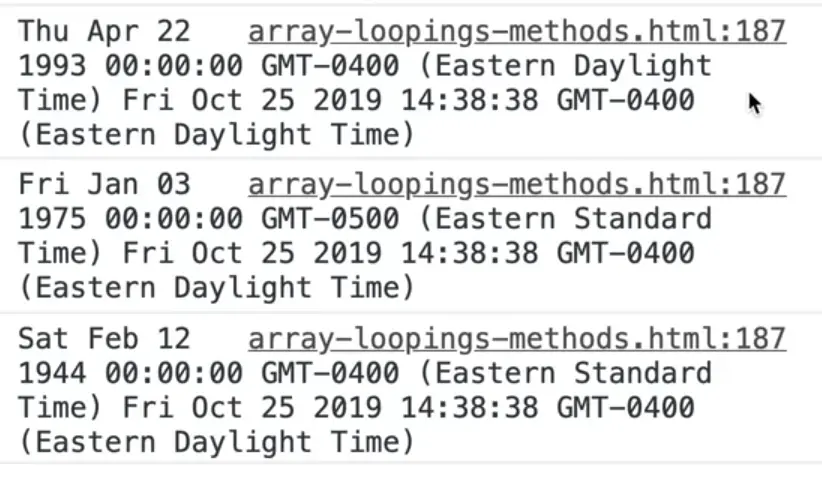 Thu Apr 22 array-loopings-methods.html:187
1993 00:00:00 GMT-0400 (Eastern Daylight
Time) Fri Oct 25 2019 14:38:38 GMT-0400
(Eastern Daylight Time)
Fri Jan 03 array-loopings-methods.html:187
1975 00:00:00 GMT-0500 (Eastern Standard
Time) Fri Oct 25 2019 14:38:38 GMT-0400
(Eastern Daylight Time)
Sat Feb 12 array-loopings-methods.html:187
1944 00:00:00 GMT-0400 (Eastern Standard
Time) Fri Oct 25 2019 14:38:38 GMT-0400
(Eastern Daylight Time)